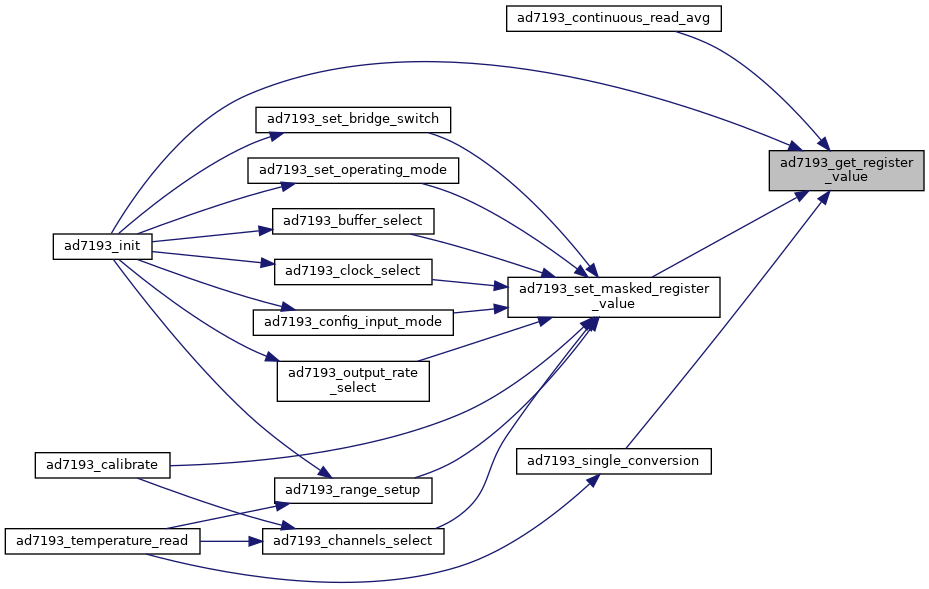 ad7193_continuous_read_avg
ad7193_set_bridge_switch
ad7193_get_register
_value
ad7193_set_operating_mode
ad7193_buffer_select
ad7193_init
ad7193_clock_select
ad7193_set_masked_register
_value
ad7193_config_input_mode
ad7193_output_rate
_select
ad7193_calibrate
ad7193_single_conversion
ad7193_range_setup
ad7193_temperature_read
ad7193_channels_select